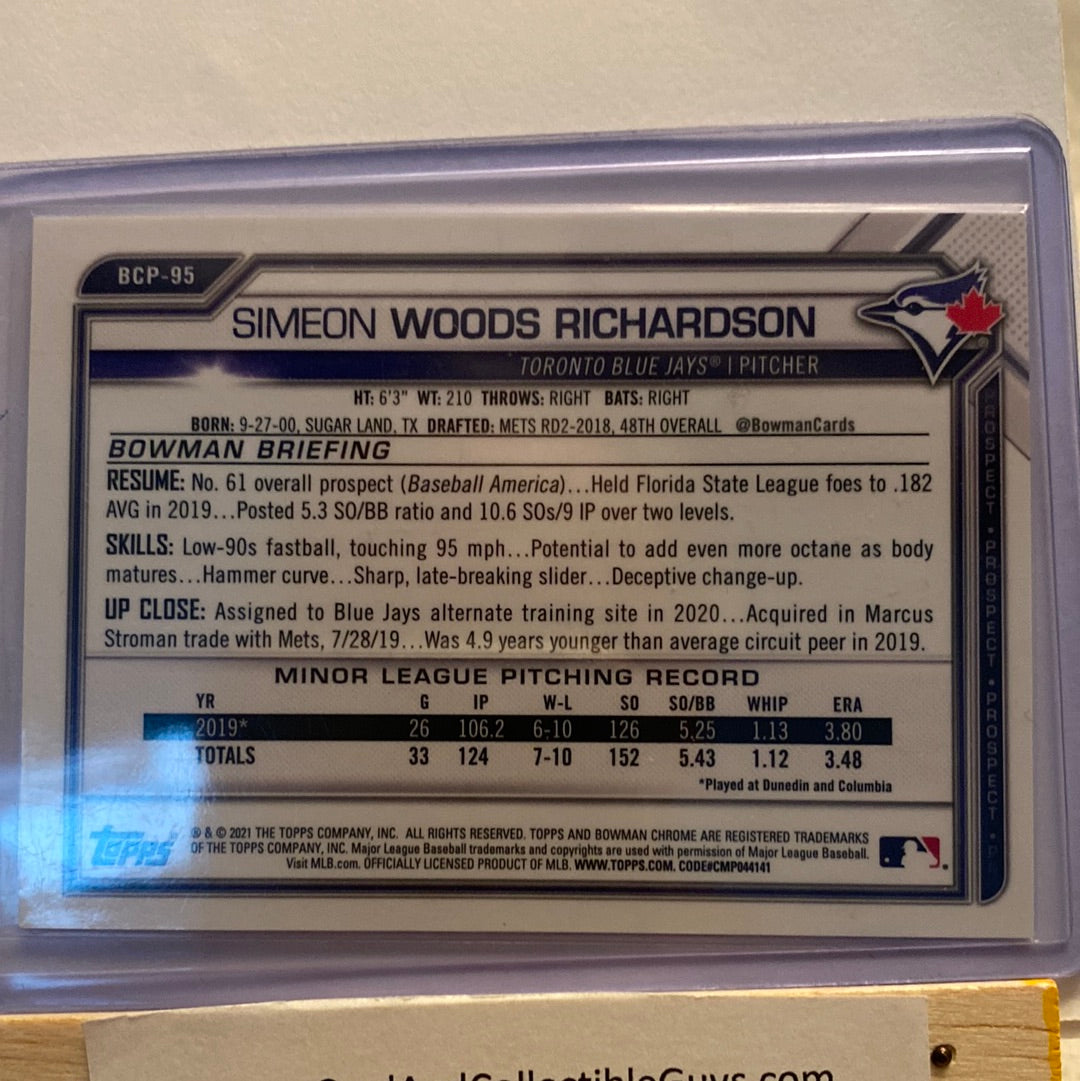 BCP-95
SIMEON WOODS RICHARDSON
TORONTO BLUE JAYS® | PITCHER
HT: 6'3" WT: 210 THROWS: RIGHT BATS: RIGHT
BORN: 9-27-00, SUGAR LAND, TX DRAFTED: METS RD2-2018, 48TH OVERALL @BowmanCards
BOWMAN BRIEFING
RESUME: No. 61 overall prospect (Baseball America)...Held Florida State League foes to .182
AVG in 2019...Posted 5.3 SO/BB ratio and 10.6 SOs/9 IP over two levels.
SKILLS: Low-90s fastball, touching 95 mph...Potential to add even more octane as body
matures...Hammer curve...Sharp, late-breaking slider...Deceptive change-up.
UP CLOSE: Assigned to Blue Jays alternate training site in 2020...Acquired in Marcus
Stroman trade with Mets, 7/28/19...Was 4.9 years younger than average circuit peer in 2019.
MINOR LEAGUE PITCHING RECORD
YR G IP W-L SO SO/BB WHIP ERA
2019* 26 106.2 6-10 126 5.25 1.13 3.80
TOTALS 33 124 7-10 152 5.43 1.12 3.48
*Played at Dunedin and Columbia
Topps
® & © 2021 THE TOPPS COMPANY, INC. ALL RIGHTS RESERVED. TOPPS AND BOWMAN CHROME ARE REGISTERED TRADEMARKS
OF THE TOPPS COMPANY, INC. Major League Baseball trademarks and copyrights are used with permission of Major League Baseball.
Visit MLB.com. OFFICIALLY LICENSED PRODUCT OF MLB. WWW.TOPPS.COM. CODE#CMP044141
PROSPECT • PROSPECT • PROSPECT • P
CardAndCollectibleGuys.com